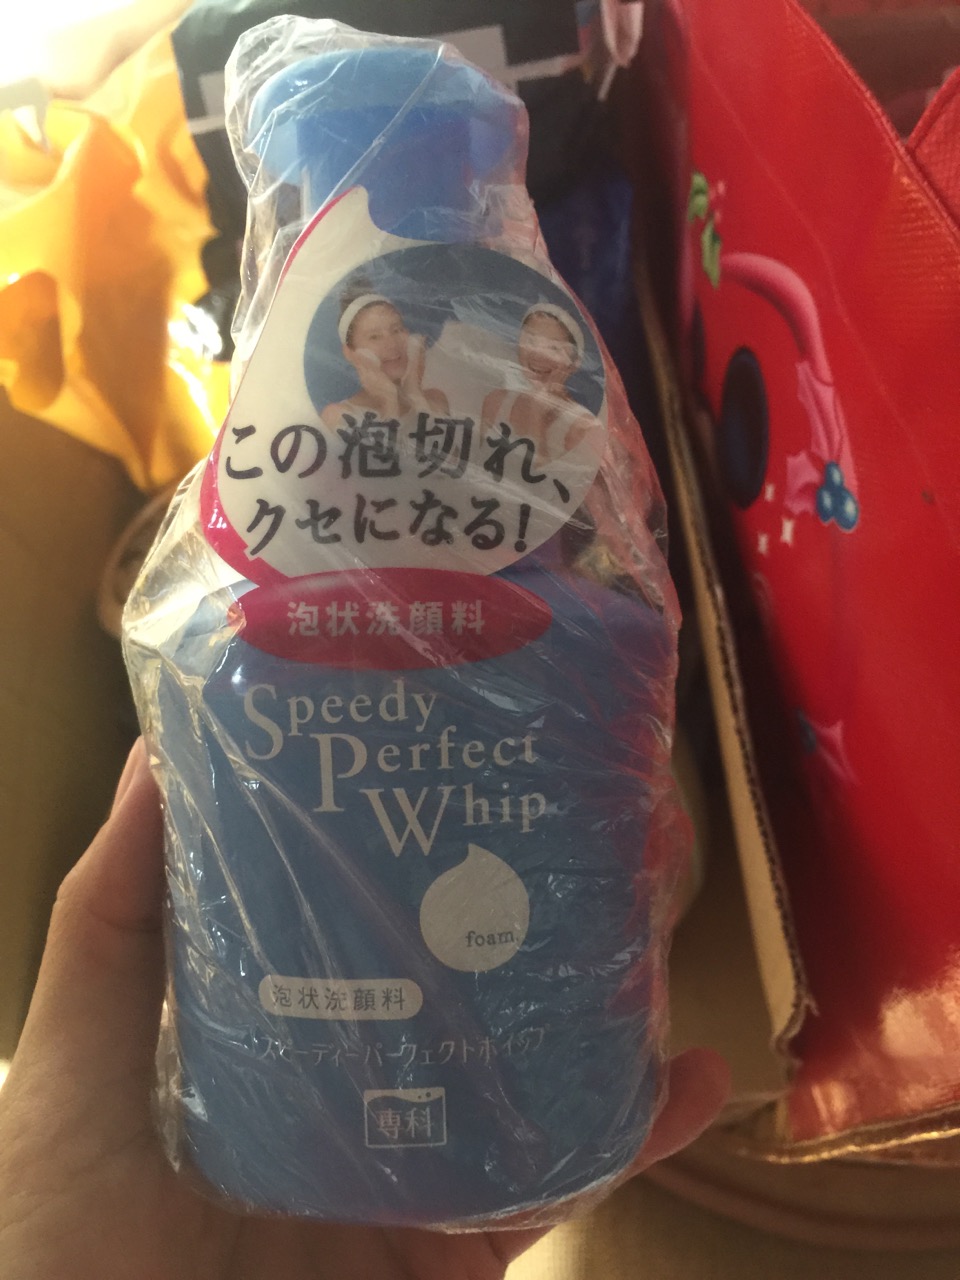 この泡切れ、
クセになる!
泡状洗顔料
Speedy
Perfect
Whip
foam
泡状洗顔料
スピーディーパーフェクトホイップ
専科